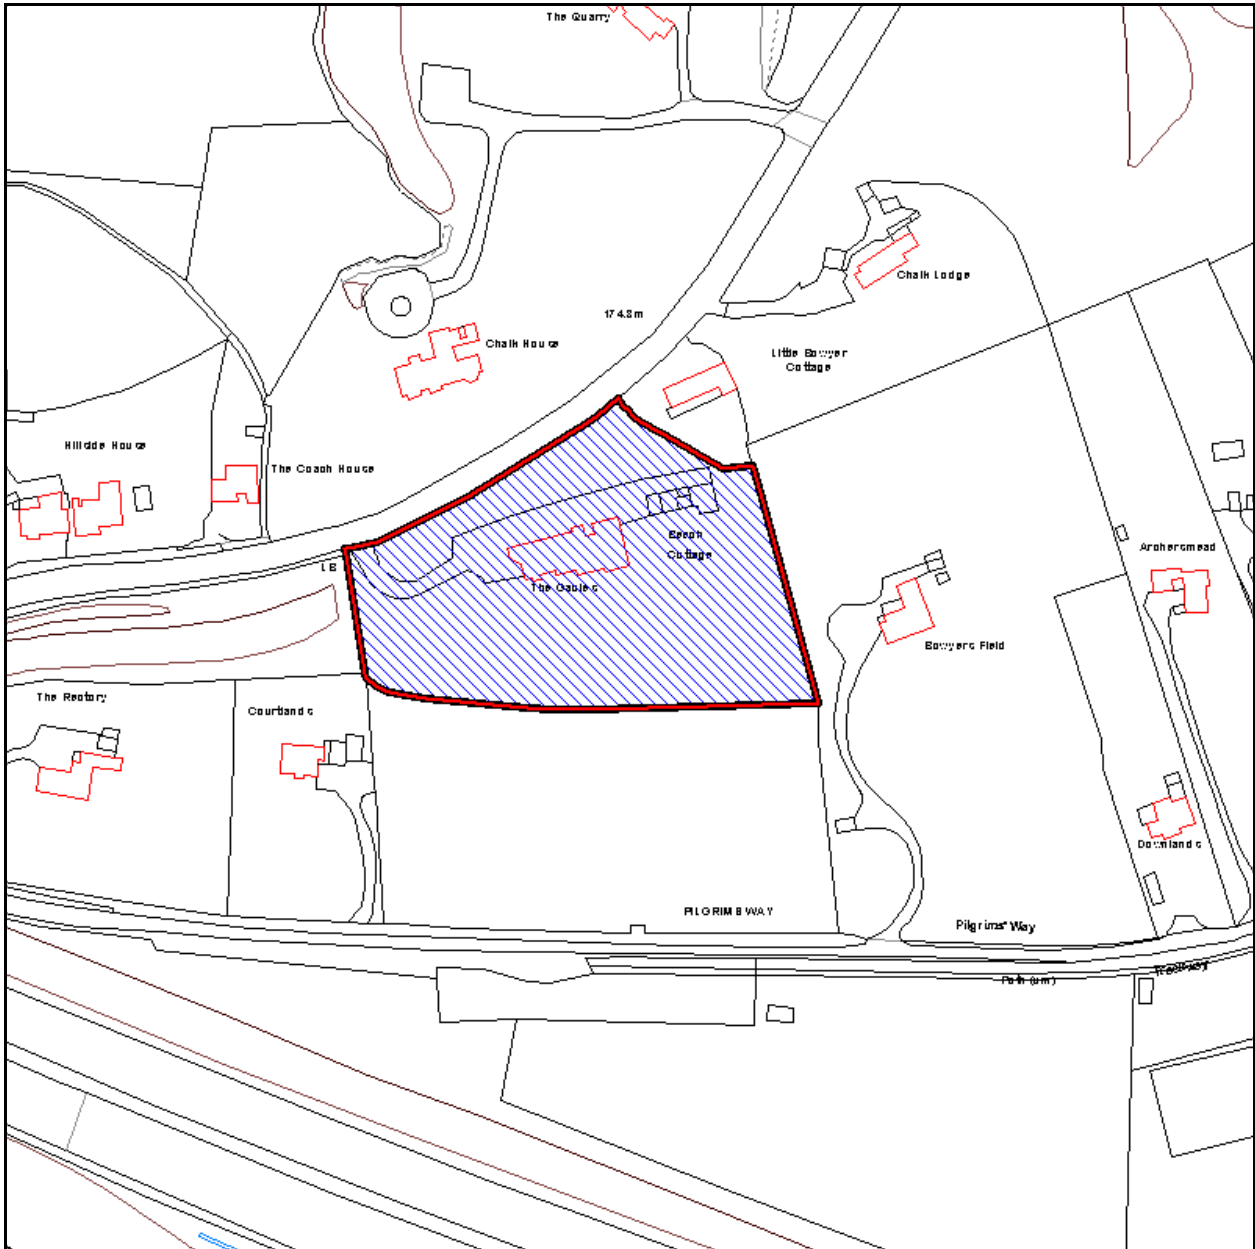 The Quarry
Chalk Lodge
174.8m
Chalk House
Little Bowyer
Cottage
Hillside House
The Coach House
Beech
Cottage
Archersmead
LB
The Gables
Bowyers Field
The Rectory
Courtlands
Downlands
PILGRIMS WAY
Pilgrims' Way
Trackway
Path (um)